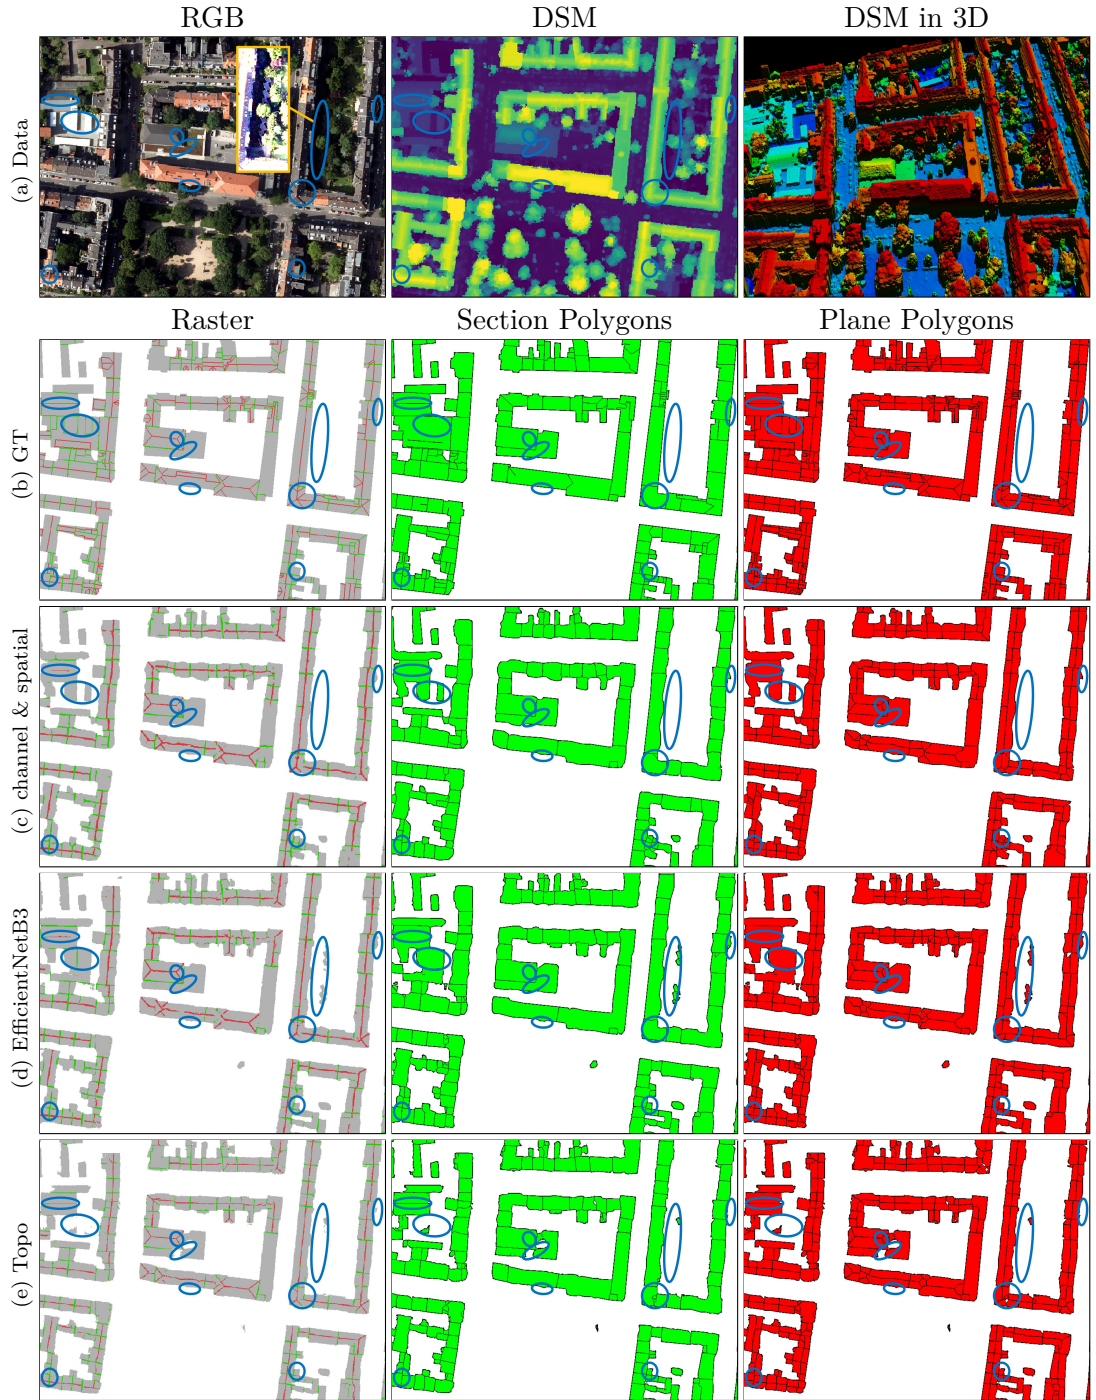 RGB DSM DSM in 3D
(a) Data
Raster Section Polygons Plane Polygons
(b) GT
(c) channel & spatial
(d) EfficientNetB3
(e) Topo